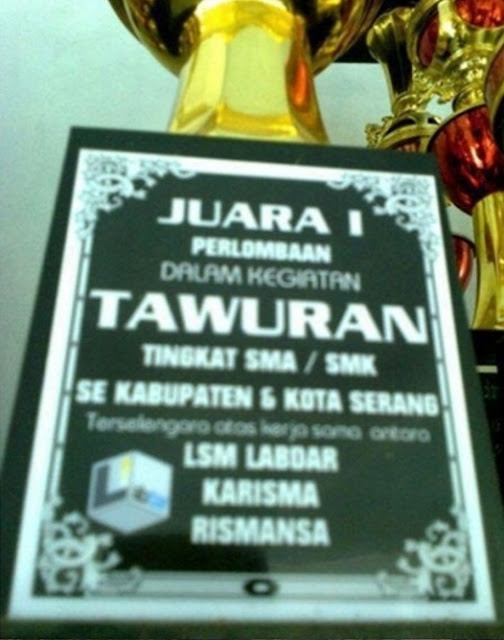 JUARA I
PERLOMBAAN
DALAM KEGIATAN
TAWURAN
TINGKAT SMA / SMK
SE KABUPATEN & KOTA SERANG
Terselengara atas kerja sama antara
LSM LABDAR
KARISMA
RISMANSA